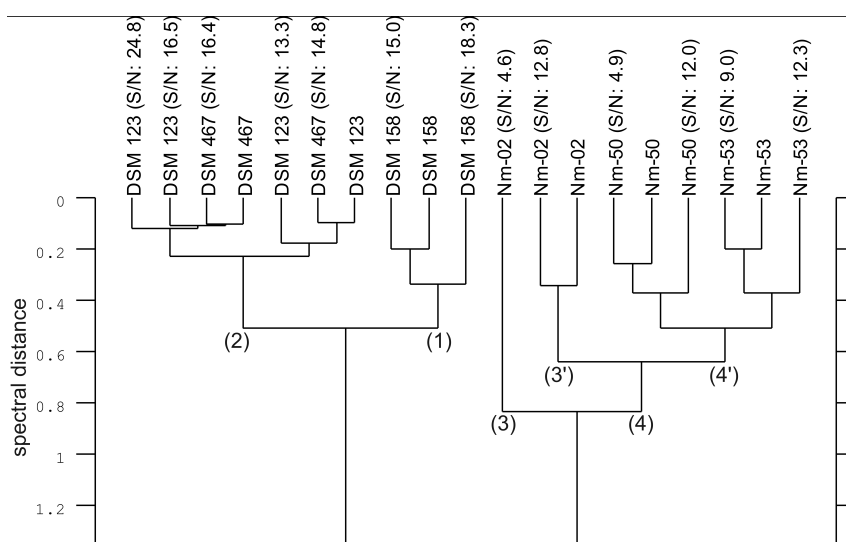 DSM 123 (S/N: 24.8)
DSM 123 (S/N: 16.5)
DSM 467 (S/N: 16.4)
DSM 467
DSM 123 (S/N: 13.3)
DSM 467 (S/N: 14.8)
DSM 123
DSM 158 (S/N: 15.0)
DSM 158
DSM 158 (S/N: 18.3)
Nm-02 (S/N: 4.6)
Nm-02 (S/N: 12.8)
Nm-02
Nm-50 (S/N: 4.9)
Nm-50
Nm-50 (S/N: 12.0)
Nm-53 (S/N: 9.0)
Nm-53
Nm-53 (S/N: 12.3)
spectral distance
0
0.2
0.4
0.6
0.8
1
1.2
(2)
(1)
(3')
(4')
(3)
(4)